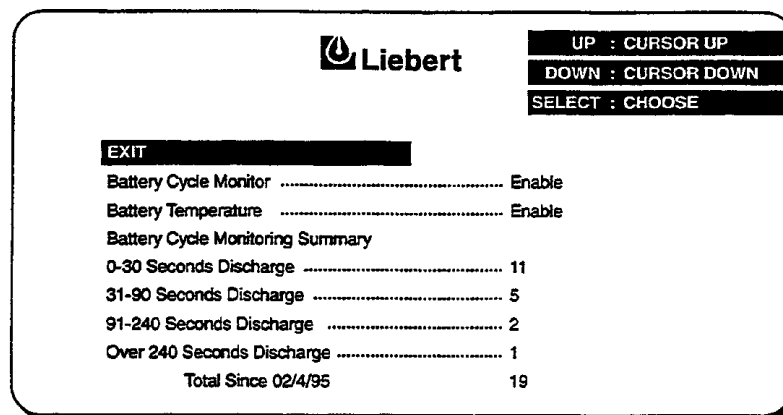 Liebert
UP : CURSOR UP
DOWN : CURSOR DOWN
SELECT : CHOOSE
EXIT
Battery Cycle Monitor ........................................ Enable
Battery Temperature ........................................ Enable
Battery Cycle Monitoring Summary
0-30 Seconds Discharge .................................... 11
31-90 Seconds Discharge ................................... 5
91-240 Seconds Discharge ................................ 2
Over 240 Seconds Discharge .............................. 1
Total Since 02/4/95 19